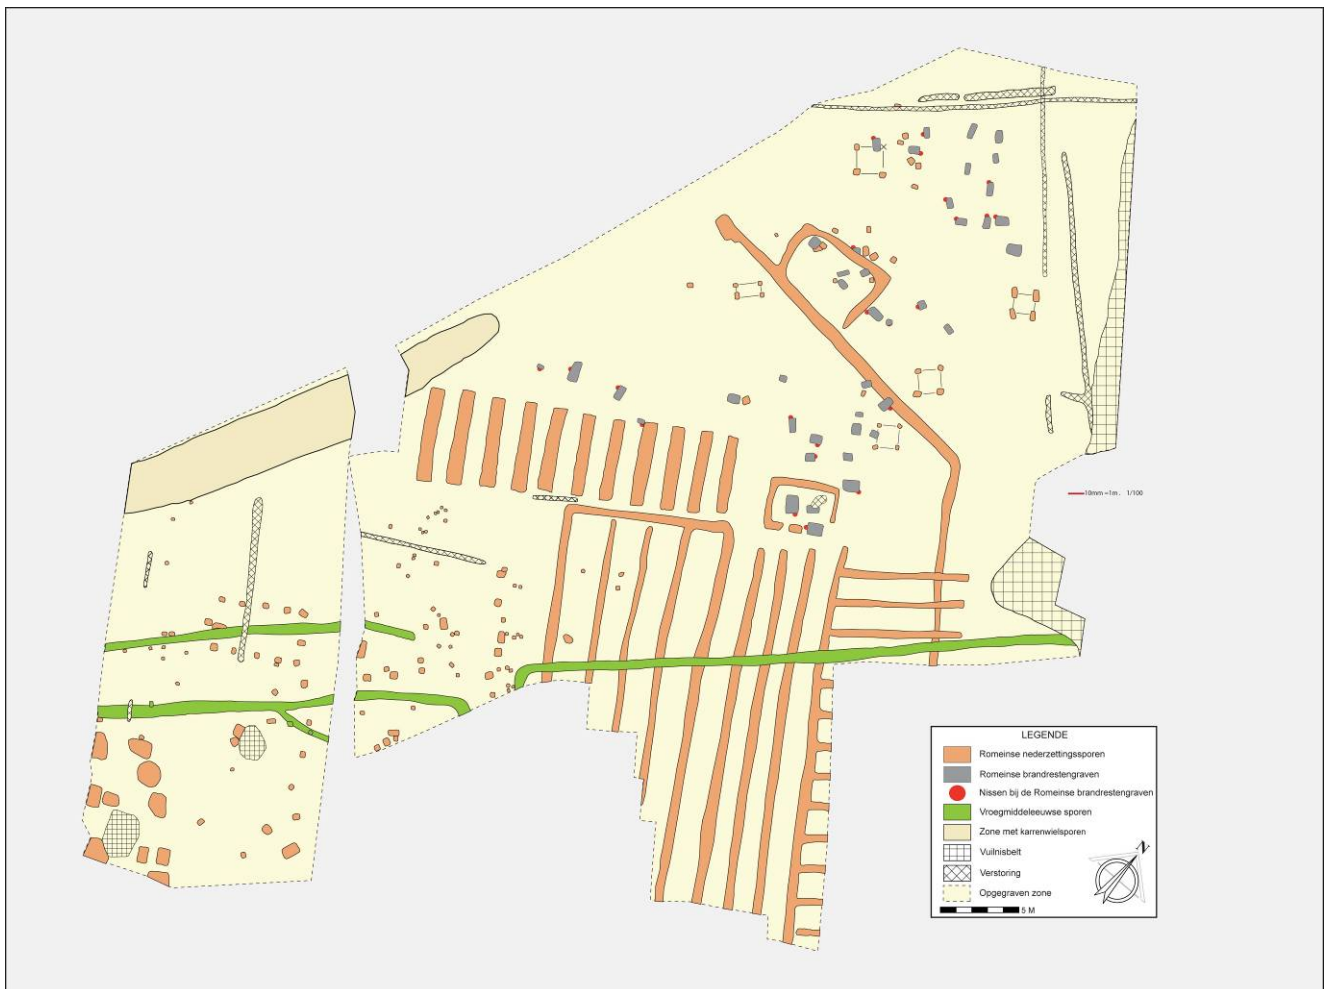 10mm =1m . 1/100
LEGENDE
Romeinse nederzettingssporen
Romeinse brandrestengraven
Nissen bij de Romeinse brandrestengraven
Vroegmiddeleeuwse sporen
Zone met karrenwielsporen
Vuilnisbelt
Verstoring
Opgegraven zone
5 M
N